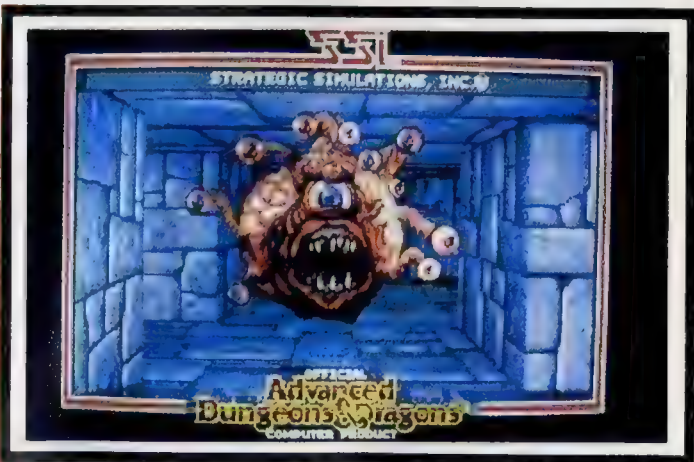 SSI
STRATEGIC SIMULATIONS, INC.®
OFFICIAL
Advanced
Dungeons & Dragons®
COMPUTER PRODUCT